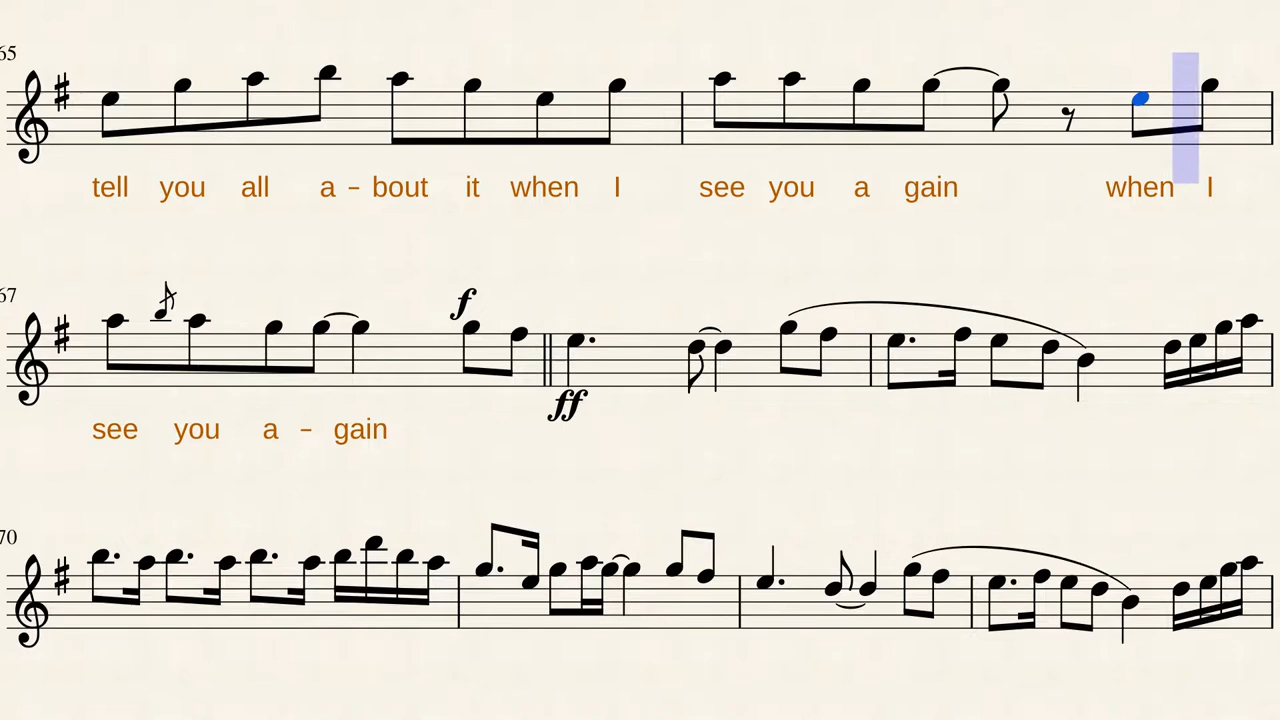 65
tell you all a - bout it when I see you a gain when I
67
f
ff
see you a - gain
70